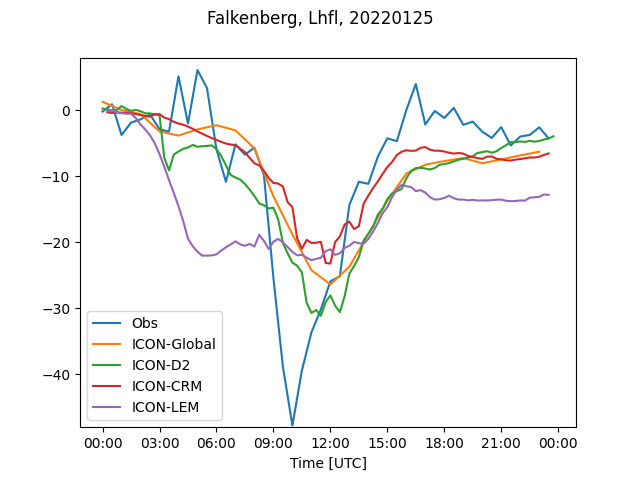 Falkenberg, Lhfl, 20220125
0
−10
−20
−30
−40
Obs
ICON-Global
ICON-D2
ICON-CRM
ICON-LEM
00:00 03:00 06:00 09:00 12:00 15:00 18:00 21:00 00:00
Time [UTC]